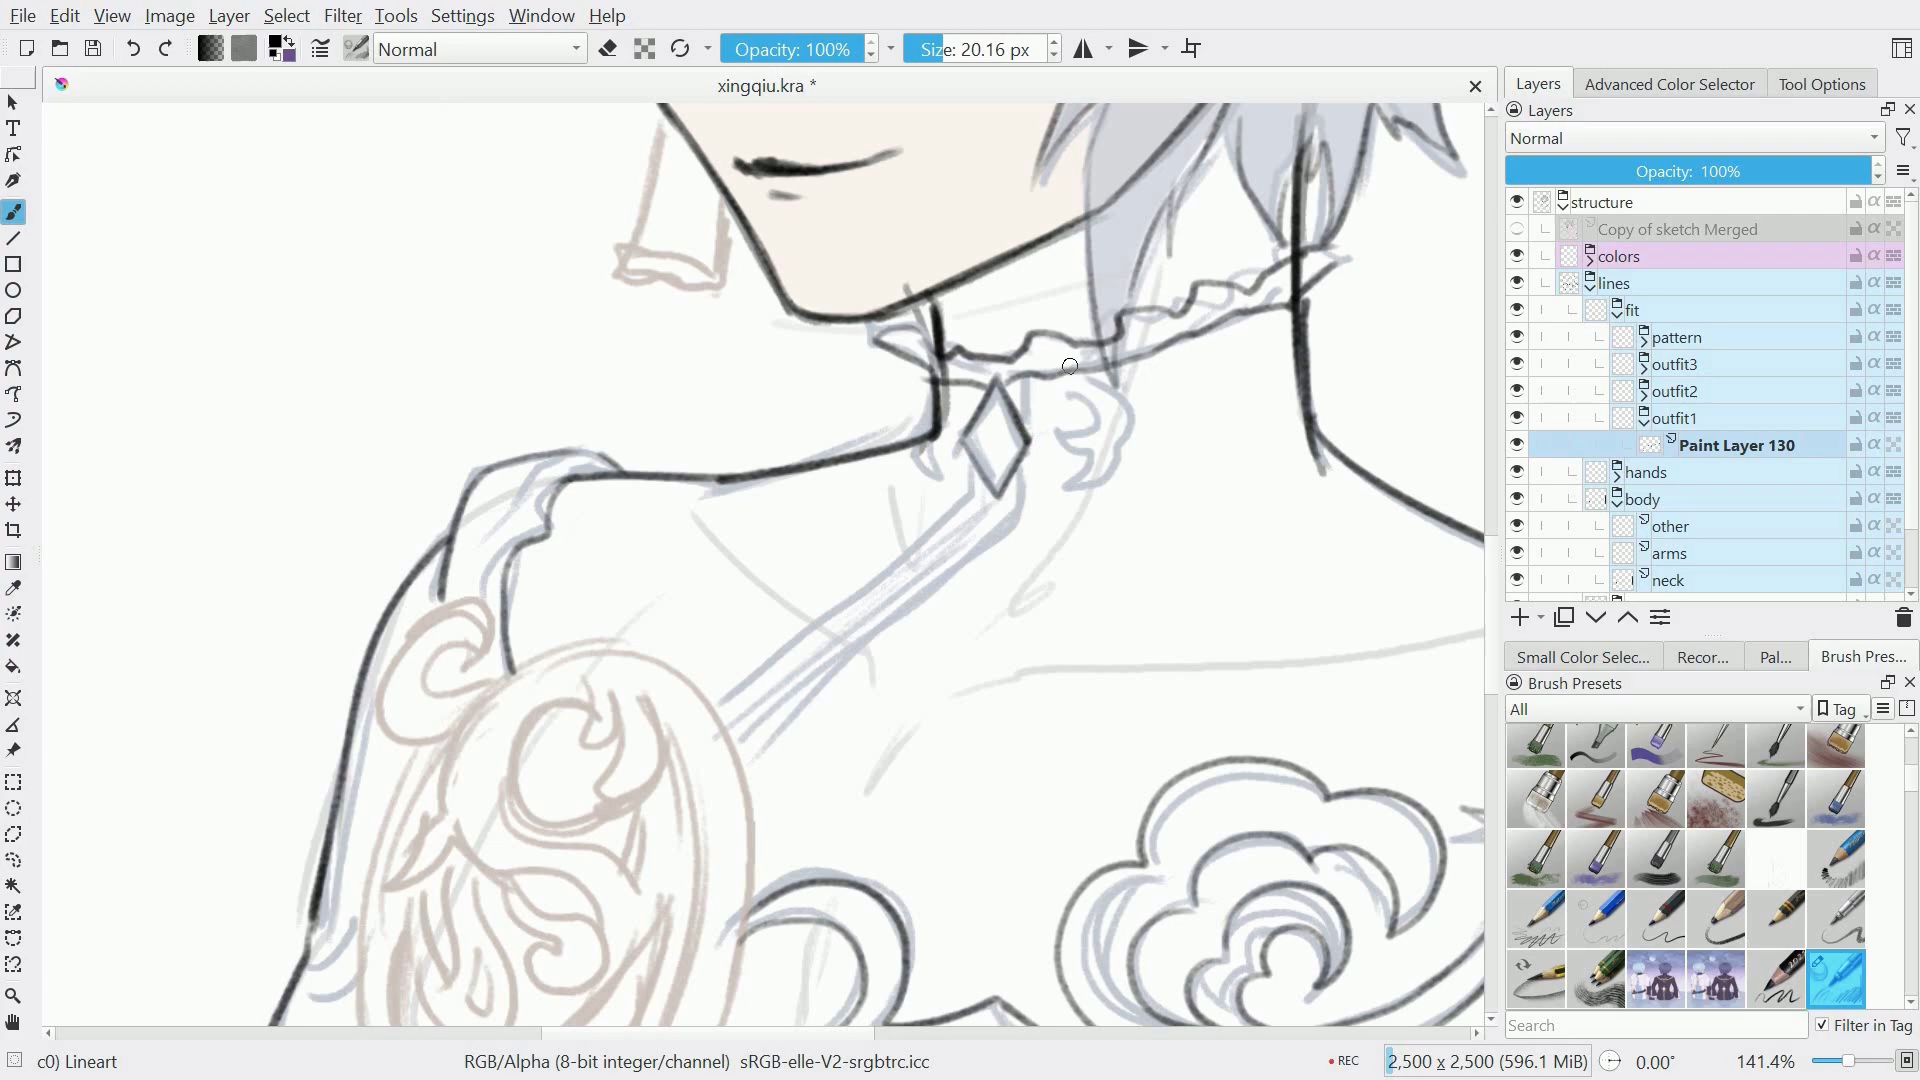 File Edit View Image Layer Select Filter Tools Settings Window Help
Normal Opacity: 100% Size: 20.16 px
xingqiu.kra *
Layers Advanced Color Selector Tool Options
Layers
Normal
Opacity: 100%
structure
Copy of sketch Merged
colors
lines
fit
pattern
outfit3
outfit2
outfit1
Paint Layer 130
hands
body
other
arms
neck
Small Color Selec... Recor... Pal... Brush Pres...
Brush Presets
All Tag
Search Filter in Tag
c0) Lineart RGB/Alpha (8-bit integer/channel) sRGB-elle-V2-srgbtrc.icc • REC 2,500 x 2,500 (596.1 MiB) 0.00° 141.4%